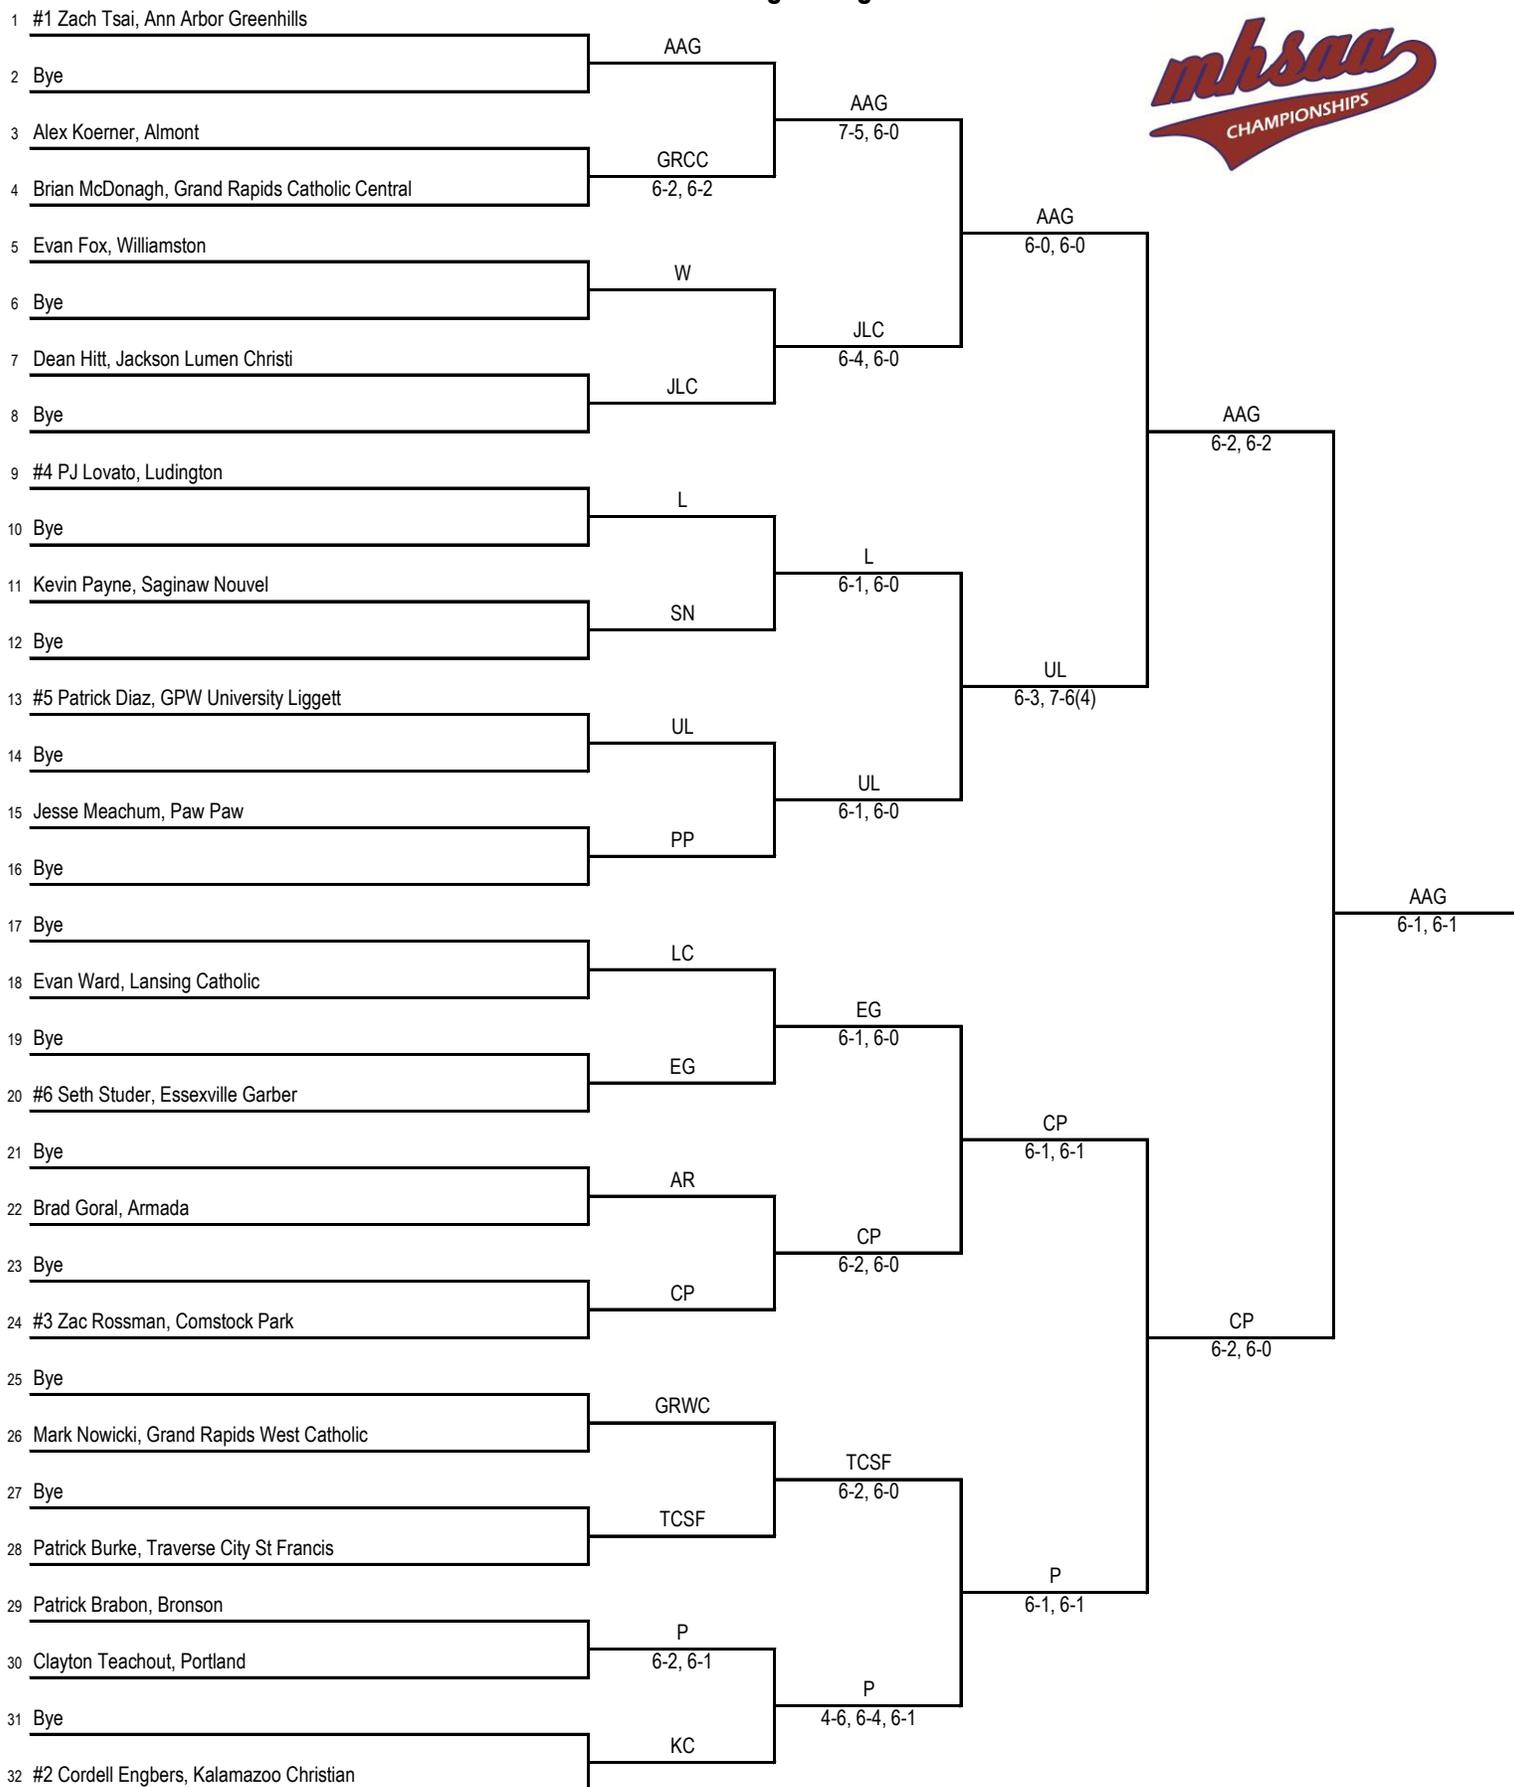 1 #1 Zach Tsai, Ann Arbor Greenhills
AAG
2 Bye
AAG
7-5, 6-0
mhsaa
CHAMPIONSHIPS
3 Alex Koerner, Almont
GRCC
6-2, 6-2
4 Brian McDonagh, Grand Rapids Catholic Central
AAG
6-0, 6-0
5 Evan Fox, Williamston
W
6 Bye
JLC
6-4, 6-0
7 Dean Hitt, Jackson Lumen Christi
JLC
8 Bye
AAG
6-2, 6-2
9 #4 PJ Lovato, Ludington
L
10 Bye
L
6-1, 6-0
11 Kevin Payne, Saginaw Nouvel
SN
12 Bye
UL
6-3, 7-6(4)
13 #5 Patrick Diaz, GPW University Liggett
UL
14 Bye
UL
6-1, 6-0
15 Jesse Meachum, Paw Paw
PP
16 Bye
AAG
6-1, 6-1
17 Bye
LC
18 Evan Ward, Lansing Catholic
EG
6-1, 6-0
19 Bye
EG
20 #6 Seth Studer, Essexville Garber
CP
6-1, 6-1
21 Bye
AR
22 Brad Goral, Armada
CP
6-2, 6-0
23 Bye
CP
24 #3 Zac Rossman, Comstock Park
CP
6-2, 6-0
25 Bye
GRWC
26 Mark Nowicki, Grand Rapids West Catholic
TCSF
6-2, 6-0
27 Bye
TCSF
28 Patrick Burke, Traverse City St Francis
P
6-1, 6-1
29 Patrick Brabon, Bronson
P
6-2, 6-1
30 Clayton Teachout, Portland
P
4-6, 6-4, 6-1
31 Bye
KC
32 #2 Cordell Engbers, Kalamazoo Christian